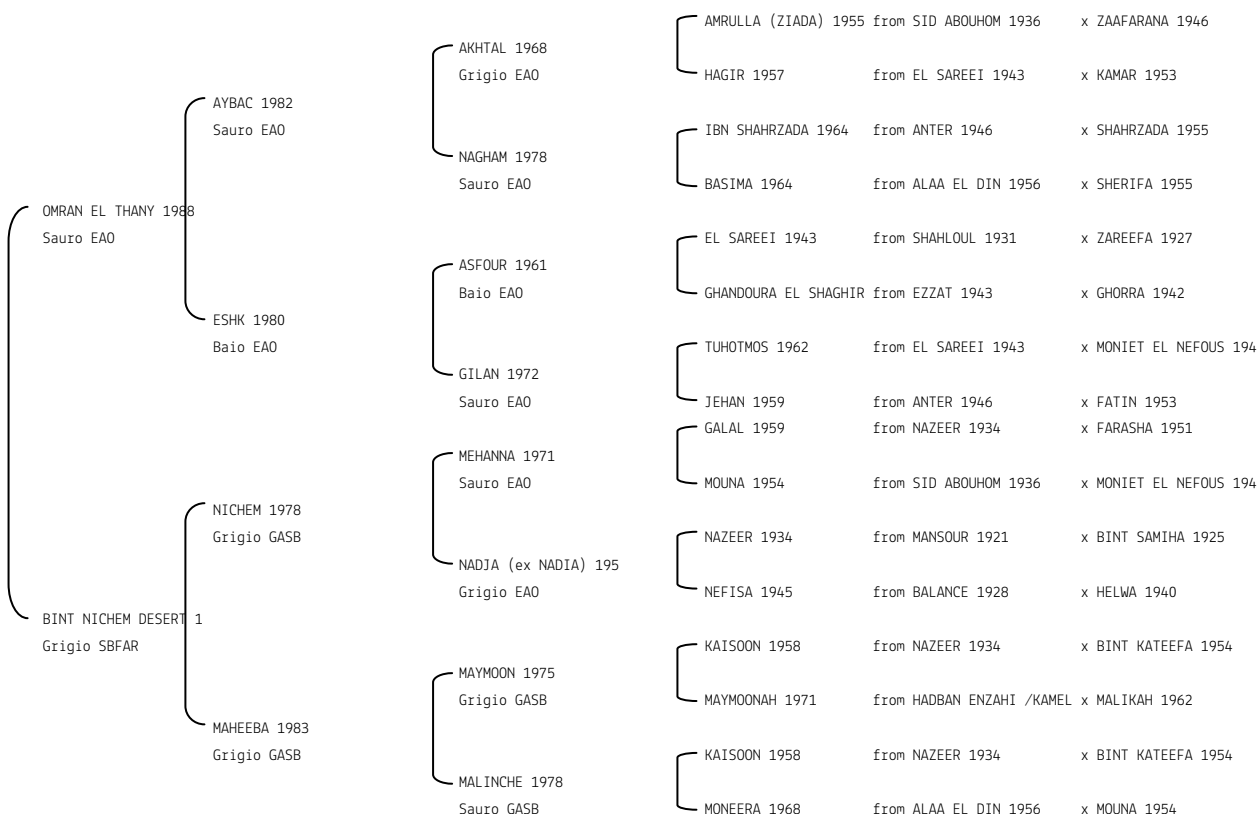 AMRULLA (ZIADA) 1955 from SID ABOUHOM 1936 x ZAAFARANA 1946
AKHTAL 1968
Grigio EAO
HAGIR 1957 from EL SAREEI 1943 x KAMAR 1953
AYBAC 1982
Sauro EAO
IBN SHAHRZADA 1964 from ANTER 1946 x SHAHRZADA 1955
NAGHAM 1978
Sauro EAO
BASIMA 1964 from ALAA EL DIN 1956 x SHERIFA 1955
OMRAN EL THANY 1988
Sauro EAO
EL SAREEI 1943 from SHAHLOUL 1931 x ZAREEFA 1927
ASFOUR 1961
Baio EAO
GHANDOURA EL SHAGHIR from EZZAT 1943 x GHORRA 1942
ESHK 1980
Baio EAO
TUHOTMOS 1962 from EL SAREEI 1943 x MONIET EL NEFOUS 194
GILAN 1972
Sauro EAO
JEHAN 1959 from ANTER 1946 x FATIN 1953
GALAL 1959 from NAZEER 1934 x FARASHA 1951
MEHANNA 1971
Sauro EAO
MOUNA 1954 from SID ABOUHOM 1936 x MONIET EL NEFOUS 194
NICHEM 1978
Grigio GASB
NAZEER 1934 from MANSOUR 1921 x BINT SAMIHA 1925
NADJA (ex NADIA) 195
Grigio EAO
NEFISA 1945 from BALANCE 1928 x HELWA 1940
BINT NICHEM DESERT 1
Grigio SBFAR
KAISOON 1958 from NAZEER 1934 x BINT KATEEFA 1954
MAYMOON 1975
Grigio GASB
MAYMOONAH 1971 from HADBAN ENZAHI /KAMEL x MALIKAH 1962
MAHEEBA 1983
Grigio GASB
KAISOON 1958 from NAZEER 1934 x BINT KATEEFA 1954
MALINCHE 1978
Sauro GASB
MONEERA 1968 from ALAA EL DIN 1956 x MOUNA 1954